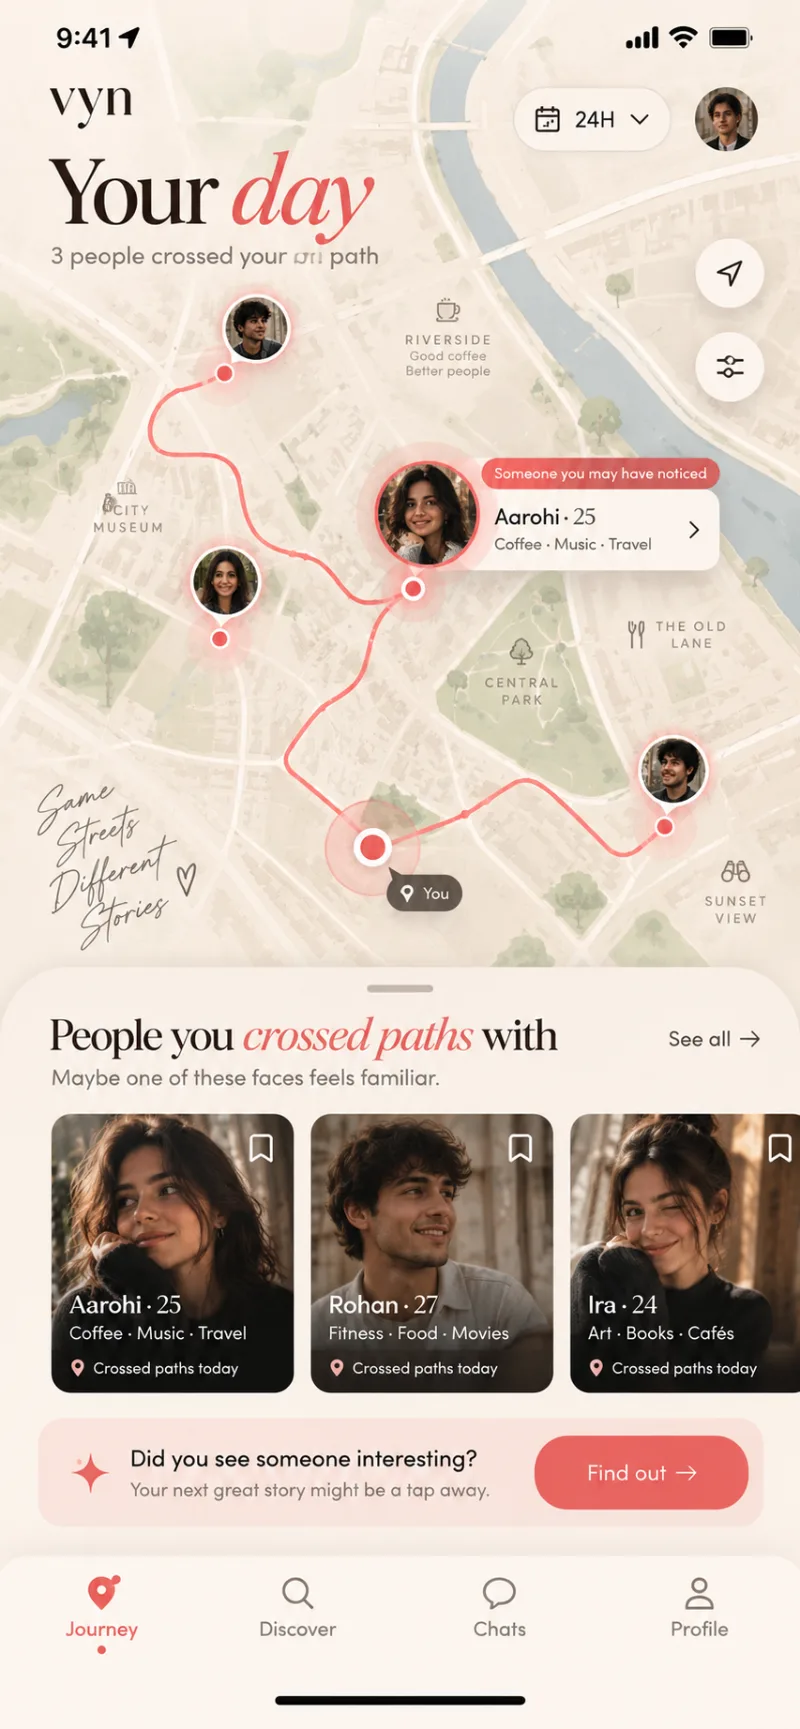 9:41
vyn
24H
Your day
3 people crossed your on path
RIVERSIDE
Good coffee
Better people
Someone you may have noticed
Aarohi · 25
Coffee · Music · Travel
CITY
MUSEUM
THE OLD
LANE
CENTRAL
PARK
Same
Streets
Different
Stories
You
SUNSET
VIEW
People you crossed paths with
See all →
Maybe one of these faces feels familiar.
Aarohi · 25
Coffee · Music · Travel
Crossed paths today
Rohan · 27
Fitness · Food · Movies
Crossed paths today
Ira · 24
Art · Books · Cafés
Crossed paths today
Did you see someone interesting?
Your next great story might be a tap away.
Find out →
Journey
Discover
Chats
Profile